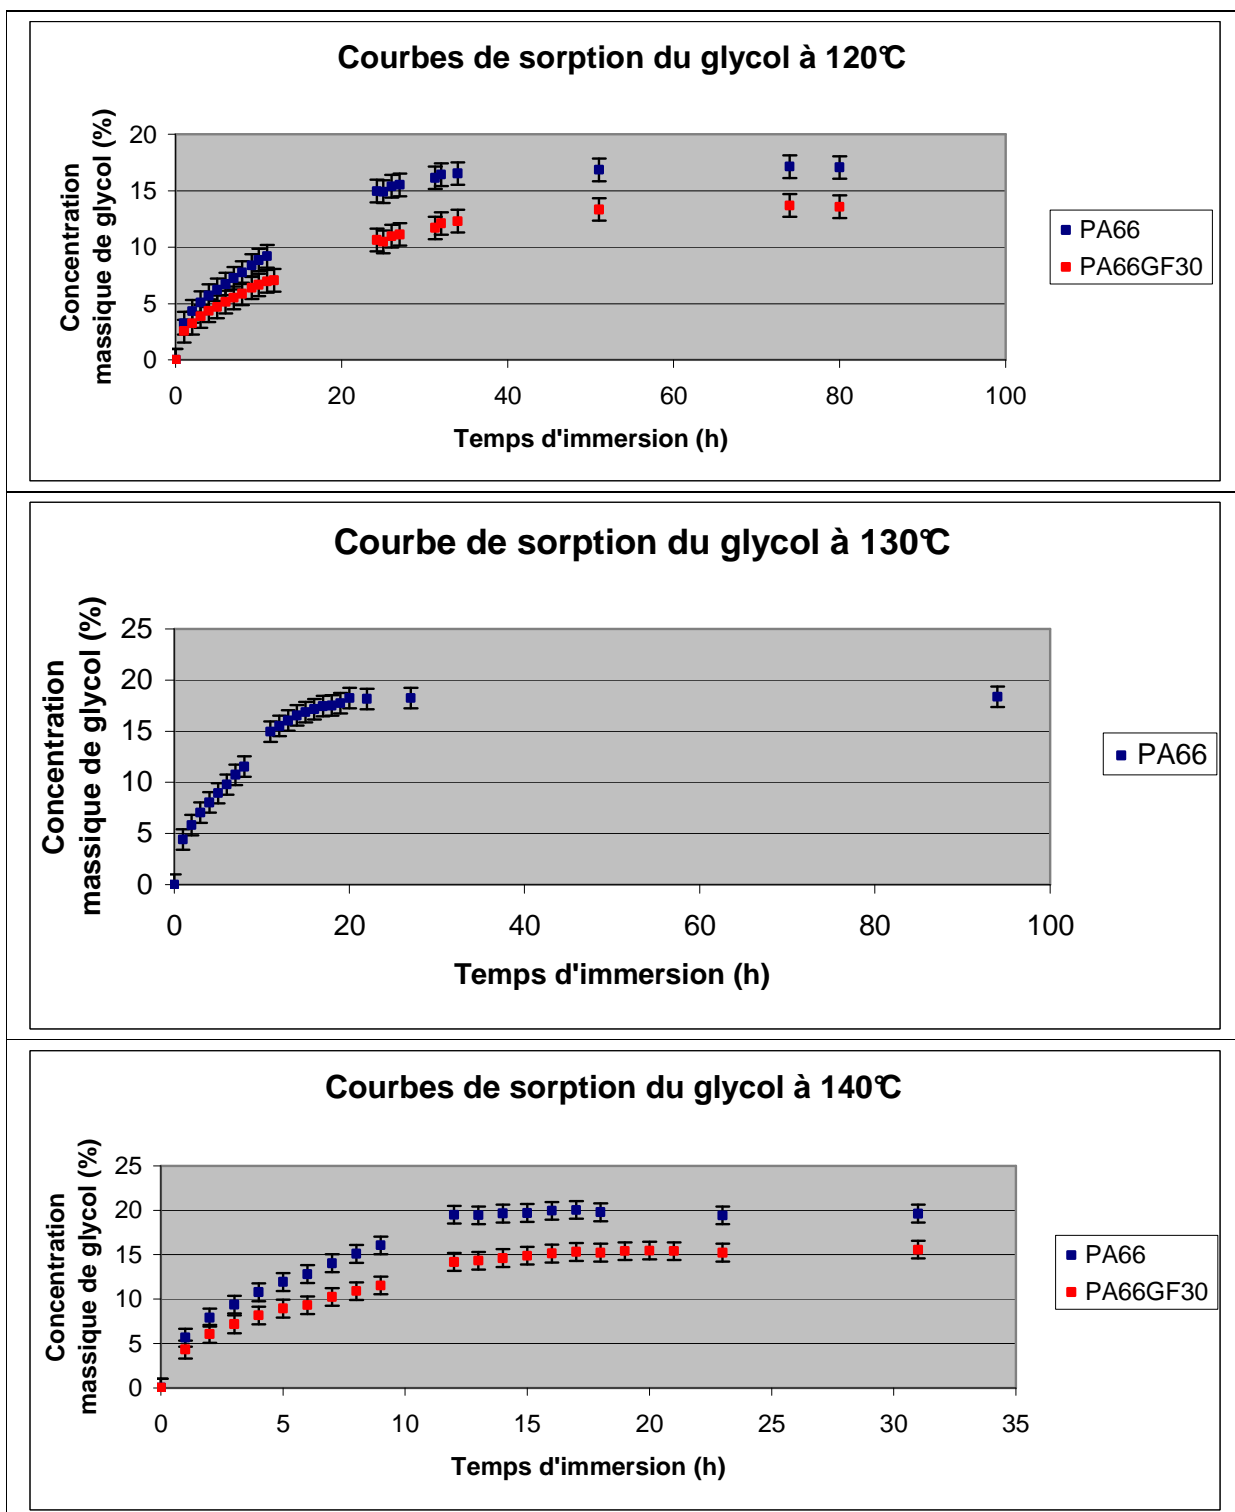 Courbes de sorption du glycol à 120°C
Concentration
massique de glycol (%)
20
15
10
5
0
0 20 40 60 80 100
Temps d'immersion (h)
PA66
PA66GF30
Courbe de sorption du glycol à 130°C
Concentration
massique de glycol (%)
25
20
15
10
5
0
0 20 40 60 80 100
Temps d'immersion (h)
PA66
Courbes de sorption du glycol à 140°C
Concentration
massique de glycol (%)
25
20
15
10
5
0
0 5 10 15 20 25 30 35
Temps d'immersion (h)
PA66
PA66GF30